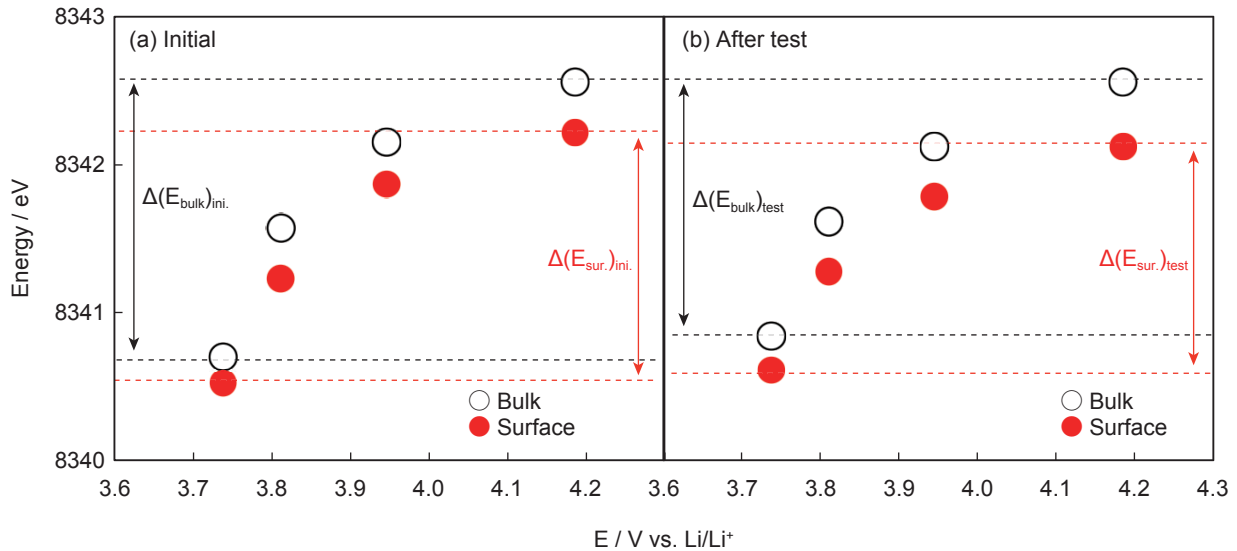 8343
8342
8341
8340
Energy / eV
(a) Initial
Δ(E_bulk)_ini.
Δ(E_sur.)_ini.
Bulk
Surface
3.6 3.7 3.8 3.9 4.0 4.1 4.2
(b) After test
Δ(E_bulk)_test
Δ(E_sur.)_test
Bulk
Surface
3.6 3.7 3.8 3.9 4.0 4.1 4.2 4.3
E / V vs. Li/Li⁺